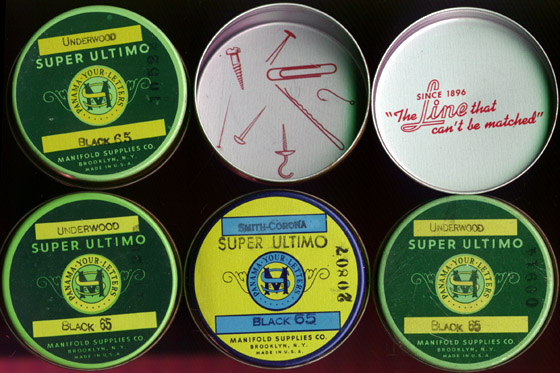 UNDERWOOD
SUPER ULTIMO
PANAMA-YOUR-LETTERS
BLACK 65
MANIFOLD SUPPLIES CO.
BROOKLYN, N.Y.
MADE IN U.S.A.
SINCE 1896
"The Line that
can't be matched"
UNDERWOOD
SUPER ULTIMO
PANAMA-YOUR-LETTERS
BLACK 65
MANIFOLD SUPPLIES CO.
BROOKLYN, N.Y.
MADE IN U.S.A.
SMITH-CORONA
SUPER ULTIMO
PANAMA-YOUR-LETTERS
BLACK 65
MANIFOLD SUPPLIES CO.
BROOKLYN, N.Y.
MADE IN U.S.A.
20802
UNDERWOOD
SUPER ULTIMO
PANAMA-YOUR-LETTERS
BLACK 65
MANIFOLD SUPPLIES CO.
BROOKLYN, N.Y.
MADE IN U.S.A.